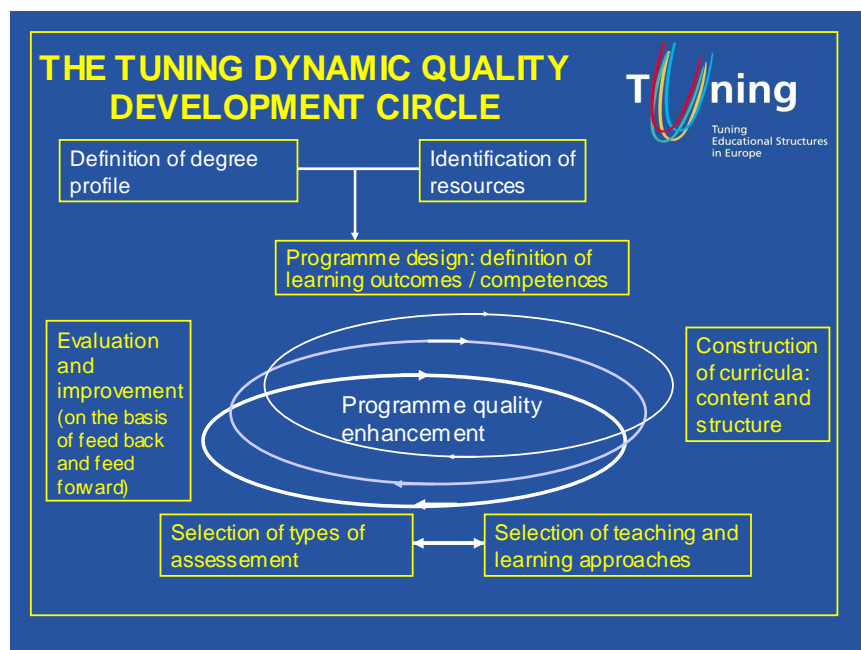 THE TUNING DYNAMIC QUALITY
DEVELOPMENT CIRCLE
Tuning
Tuning
Educational Structures
in Europe
Definition of degree
profile
Identification of
resources
Programme design: definition of
learning outcomes / competences
Evaluation
and
improvement
(on the basis
of feed back
and feed
forward)
Programme quality
enhancement
Construction
of curricula:
content and
structure
Selection of types of
assessement
Selection of teaching and
learning approaches